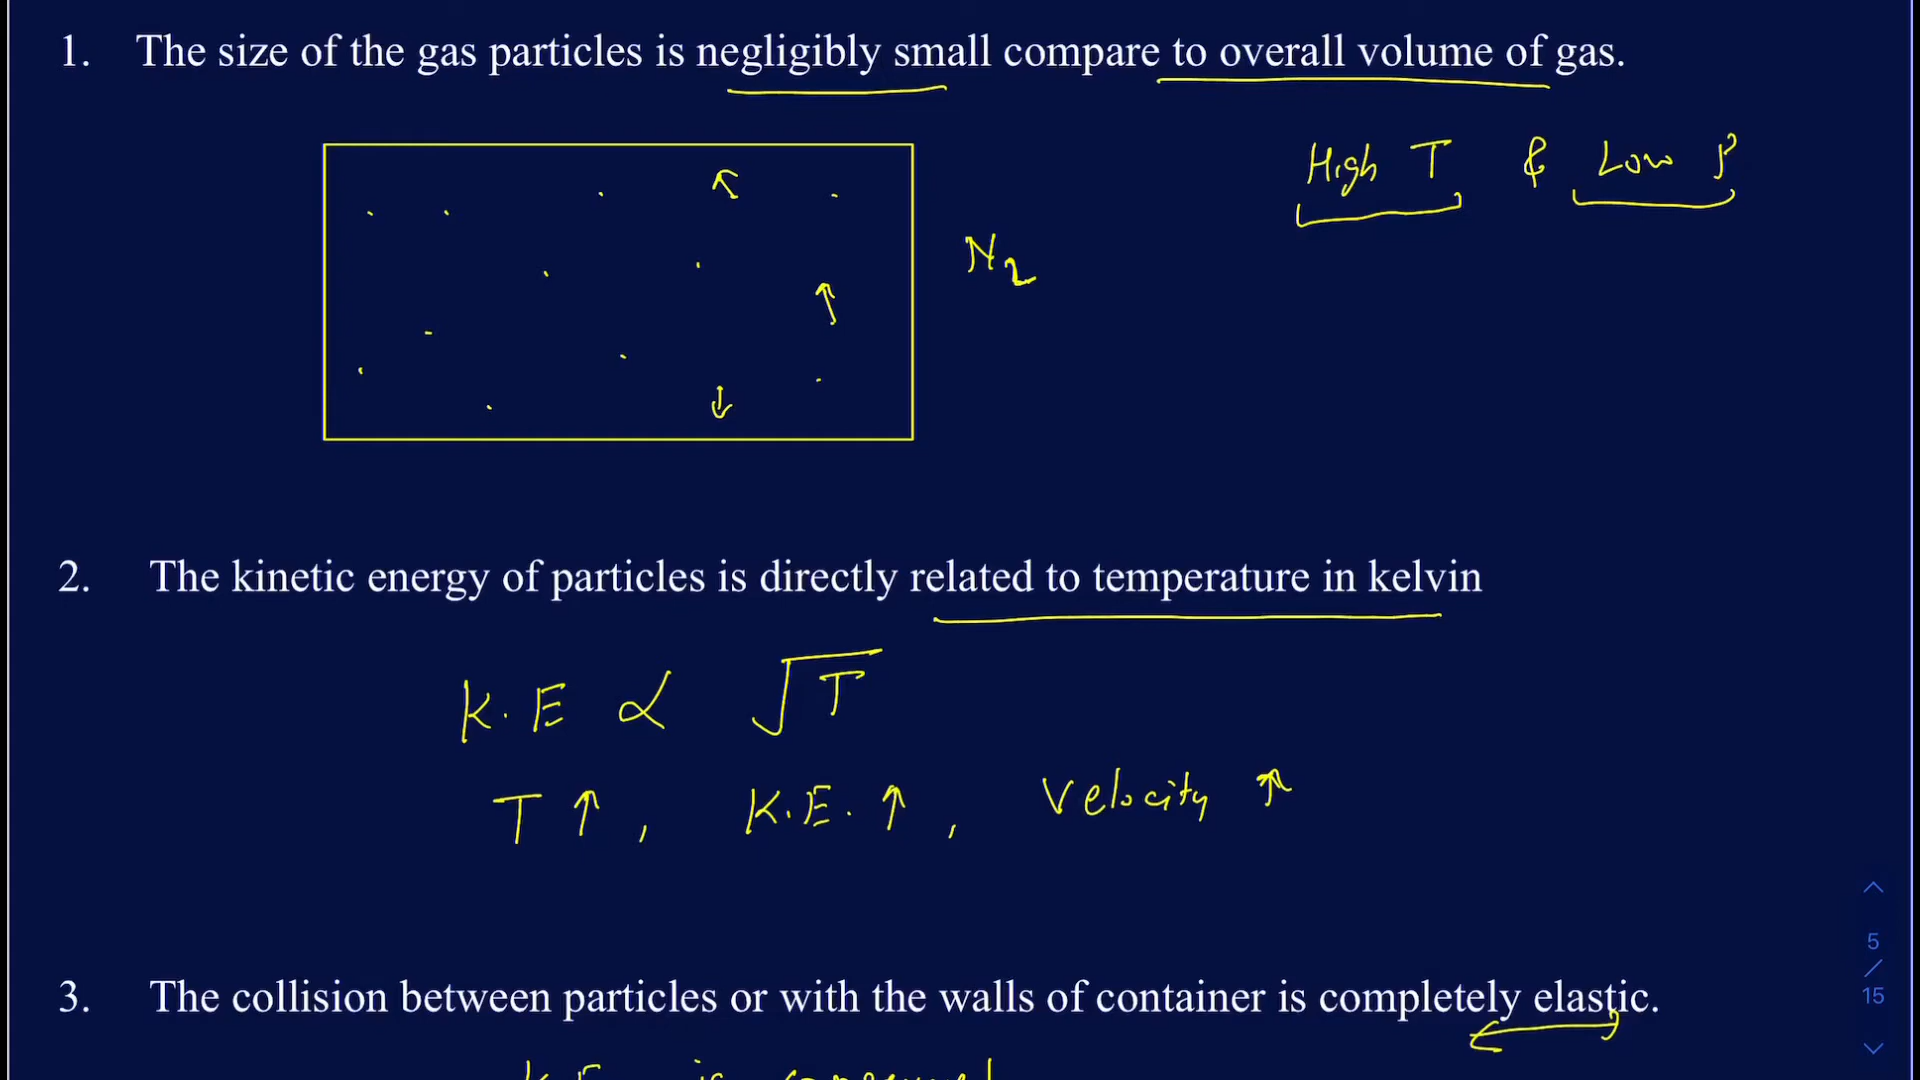 1. The size of the gas particles is negligibly small compare to overall volume of gas.
High T & Low P
N2
2. The kinetic energy of particles is directly related to temperature in kelvin
K.E ∝ √T
T ↑, K.E. ↑, Velocity ↑
3. The collision between particles or with the walls of container is completely elastic.
5
/
15